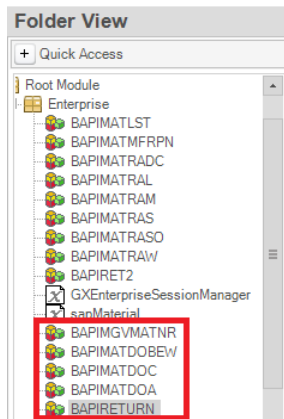 Folder View
+ Quick Access
Root Module
Enterprise
BAPIMATLST
BAPIMATMFRPN
BAPIMATRADC
BAPIMATRAL
BAPIMATRAM
BAPIMATRAS
BAPIMATRASO
BAPIMATRAW
BAPIRET2
GXEnterpriseSessionManager
sapMaterial
BAPIMGVMATNR
BAPIMATDOBEW
BAPIMATDOC
BAPIMATDOA
BAPIRETURN